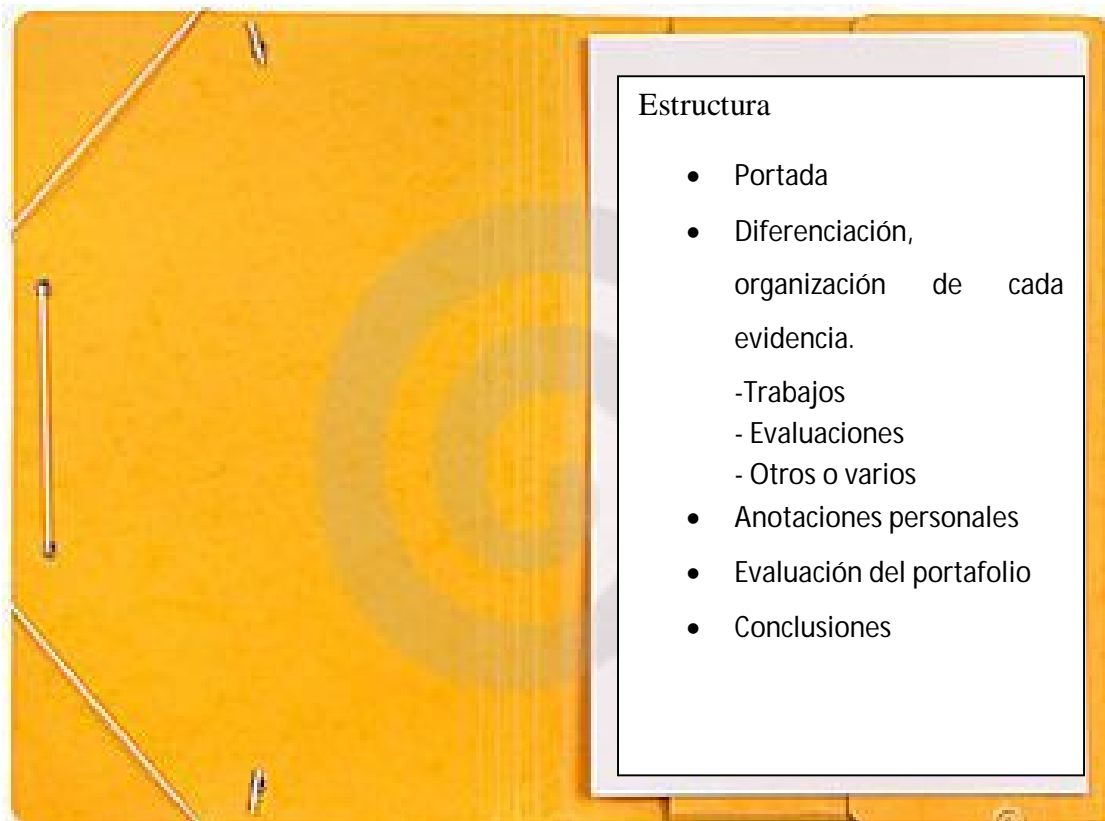 Estructura
• Portada
• Diferenciación,
organización de cada
evidencia.
-Trabajos
- Evaluaciones
- Otros o varios
• Anotaciones personales
• Evaluación del portafolio
• Conclusiones